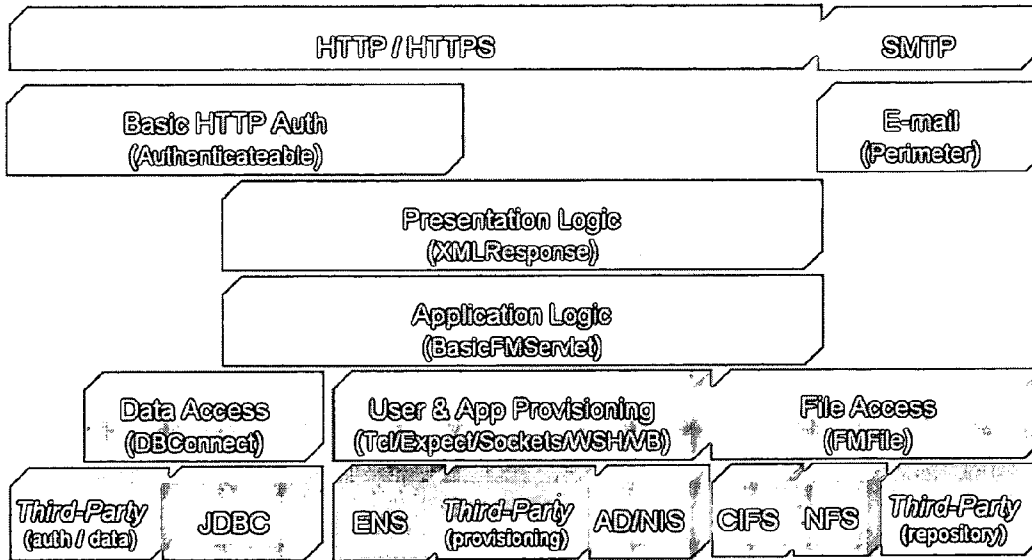 HTTP / HTTPS
SMTP
Basic HTTP Auth
(Authenticateable)
E-mail
(Perimeter)
Presentation Logic
(XMLResponse)
Application Logic
(BasicFMServlet)
Data Access
(DBConnect)
User & App Provisioning
(Tcl/Expect/Sockets/WSH/VB)
File Access
(FMFile)
Third-Party
(auth / data)
JDBC
ENS
Third-Party
(provisioning)
AD/NIS
CIFS
NFS
Third-Party
(repository)